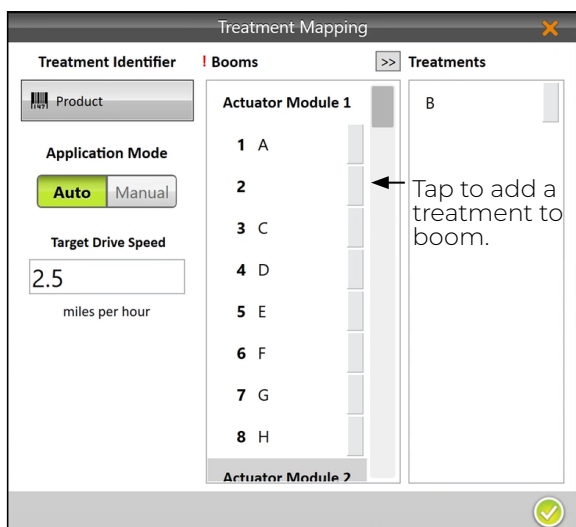 Treatment Mapping
Treatment Identifier
Product
Application Mode
Auto Manual
Target Drive Speed
2.5
miles per hour
! Booms >>
Actuator Module 1
1 A
2
3 C
4 D
5 E
6 F
7 G
8 H
Actuator Module 2
Treatments
B
Tap to add a
treatment to
boom.